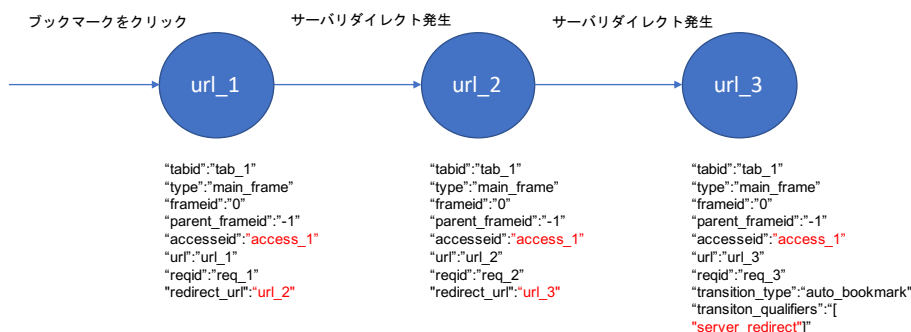 ブックマークをクリック
サーバリダイレクト発生
サーバリダイレクト発生
url_1
url_2
url_3
“tabid”:”tab_1”
“type”:”main_frame”
“frameid”:”0”
“parent_frameid”:”-1”
“accesseid”:”access_1”
“url”:”url_1”
“reqid”:”req_1”
"redirect_url":“url_2"
“tabid”:”tab_1”
“type”:”main_frame”
“frameid”:”0”
“parent_frameid”:”-1”
“accesseid”:”access_1”
“url”:”url_2”
“reqid”:”req_2”
"redirect_url":“url_3"
“tabid”:”tab_1”
“type”:”main_frame”
“frameid”:”0”
“parent_frameid”:”-1”
“accesseid”:”access_1”
“url”:”url_3”
“reqid”:”req_3”
“transition_type”:“auto_bookmark"
“transiton_qualifiers”:“[
"server_redirect"]”